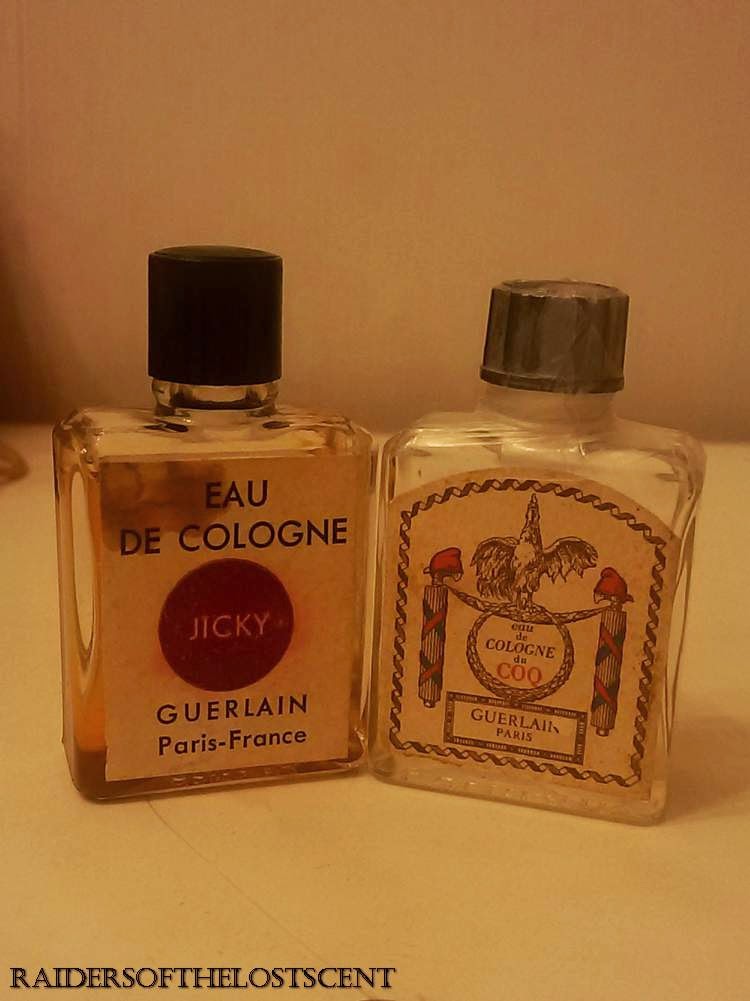 EAU
DE COLOGNE
JICKY
GUERLAIN
Paris-France
eau
de
COLOGNE
du
COQ
GUERLAIN
PARIS
RAIDERSOFTHELOSTSCENT